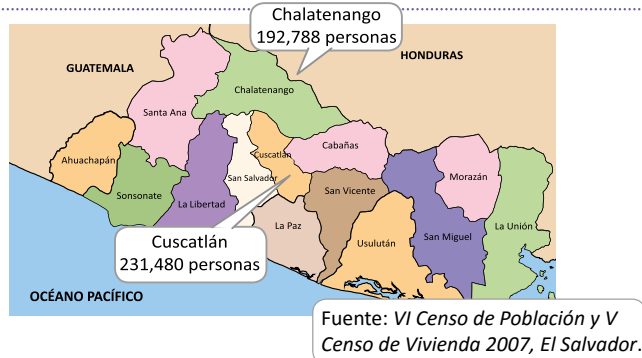 Chalatenango
192,788 personas
GUATEMALA
HONDURAS
Chalatenango
Santa Ana
Cabañas
Cuscatlán
Ahuachapán
San Salvador
Morazán
Sonsonate
La Libertad
San Vicente
La Paz
La Unión
Usulután
San Miguel
Cuscatlán
231,480 personas
OCÉANO PACÍFICO
Fuente: VI Censo de Población y V
Censo de Vivienda 2007, El Salvador.